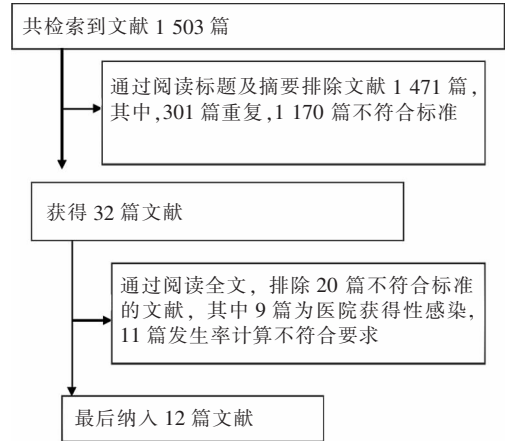 共检索到文献 1 503 篇
通过阅读标题及摘要排除文献 1 471 篇,
其中,301 篇重复,1 170 篇不符合标准
获得 32 篇文献
通过阅读全文，排除 20 篇不符合标准
的文献，其中 9 篇为医院获得性感染,
11 篇发生率计算不符合要求
最后纳入 12 篇文献